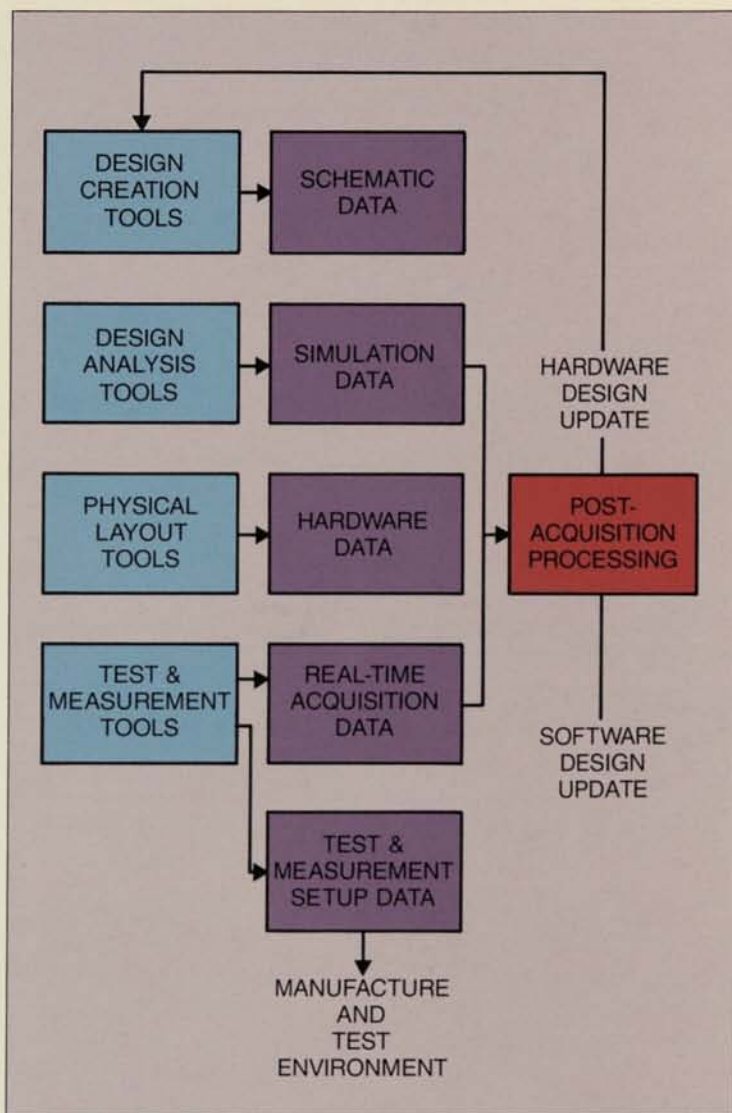 DESIGN
CREATION
TOOLS
SCHEMATIC
DATA
DESIGN
ANALYSIS
TOOLS
SIMULATION
DATA
HARDWARE
DESIGN
UPDATE
PHYSICAL
LAYOUT
TOOLS
HARDWARE
DATA
POST-
ACQUISITION
PROCESSING
TEST &
MEASUREMENT
TOOLS
REAL-TIME
ACQUISITION
DATA
SOFTWARE
DESIGN
UPDATE
TEST &
MEASUREMENT
SETUP DATA
MANUFACTURE
AND
TEST
ENVIRONMENT